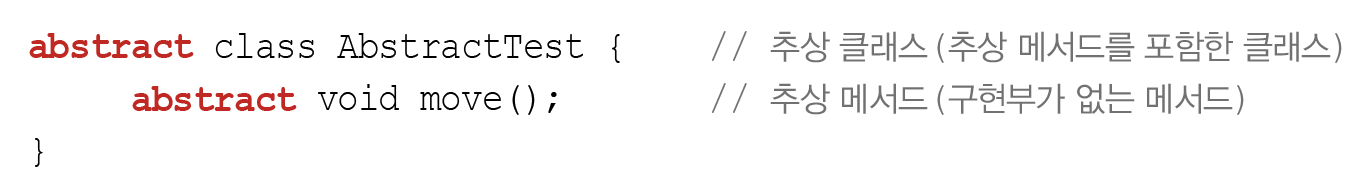 abstract class AbstractTest { // 추상 클래스(추상 메서드를 포함한 클래스)
abstract void move(); // 추상 메서드(구현부가 없는 메서드)
}